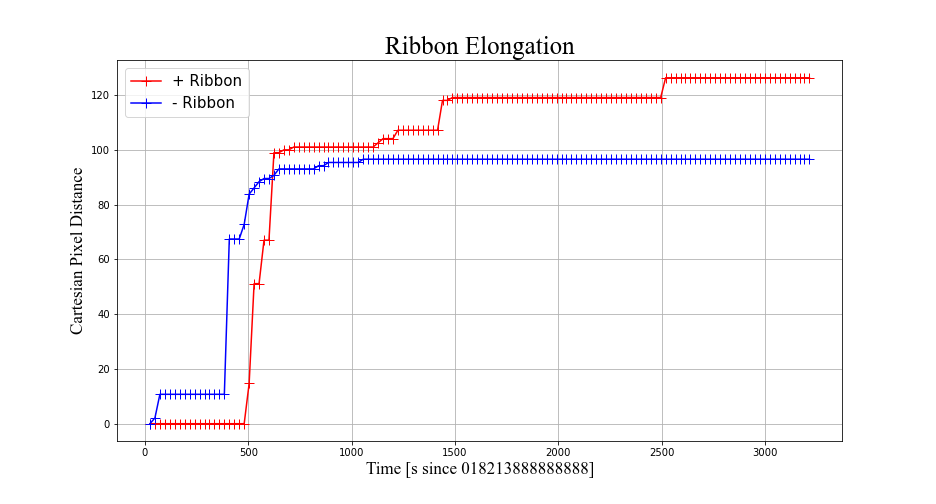 Ribbon Elongation
+ Ribbon
- Ribbon
Cartesian Pixel Distance
120
100
80
60
40
20
0
0 500 1000 1500 2000 2500 3000
Time [s since 018213888888888]